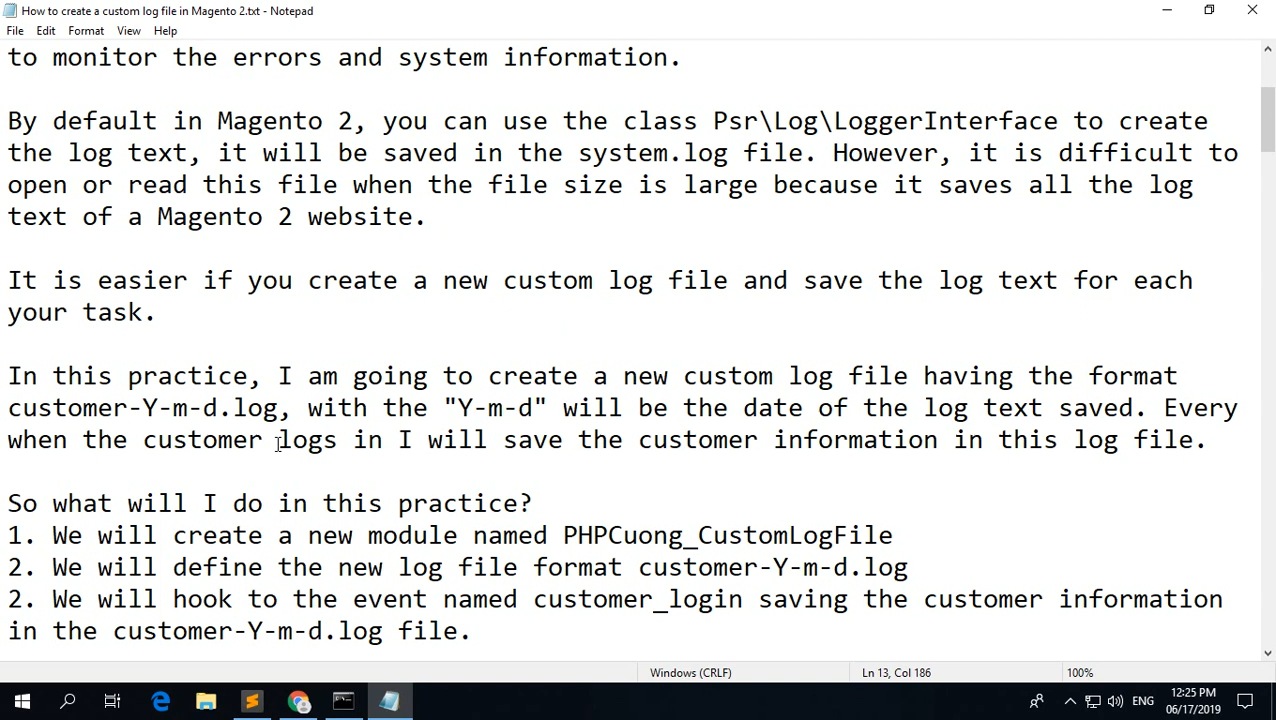 How to create a custom log file in Magento 2.txt - Notepad
File Edit Format View Help
to monitor the errors and system information.
By default in Magento 2, you can use the class Psr\Log\LoggerInterface to create
the log text, it will be saved in the system.log file. However, it is difficult to
open or read this file when the file size is large because it saves all the log
text of a Magento 2 website.
It is easier if you create a new custom log file and save the log text for each
your task.
In this practice, I am going to create a new custom log file having the format
customer-Y-m-d.log, with the "Y-m-d" will be the date of the log text saved. Every
when the customer logs in I will save the customer information in this log file.
So what will I do in this practice?
1. We will create a new module named PHPCuong_CustomLogFile
2. We will define the new log file format customer-Y-m-d.log
2. We will hook to the event named customer_login saving the customer information
in the customer-Y-m-d.log file.
Windows (CRLF) Ln 13, Col 186 100%
ENG
12:25 PM
06/17/2019